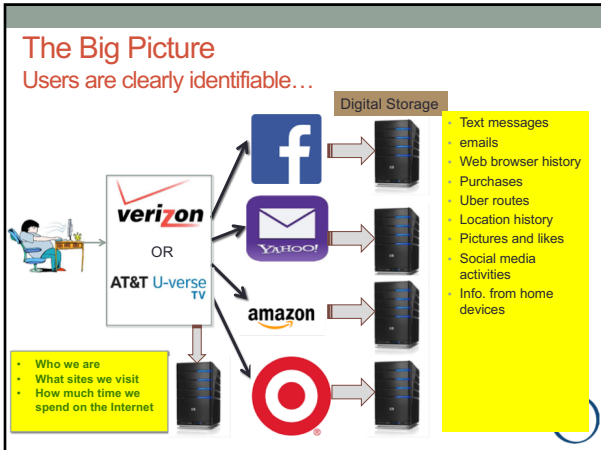 The Big Picture
Users are clearly identifiable…
Digital Storage
f
verizon
OR
AT&T U-verse
TV
YAHOO!
amazon
®
• Text messages
• emails
• Web browser history
• Purchases
• Uber routes
• Location history
• Pictures and likes
• Social media
activities
• Info. from home
devices
• Who we are
• What sites we visit
• How much time we
spend on the Internet